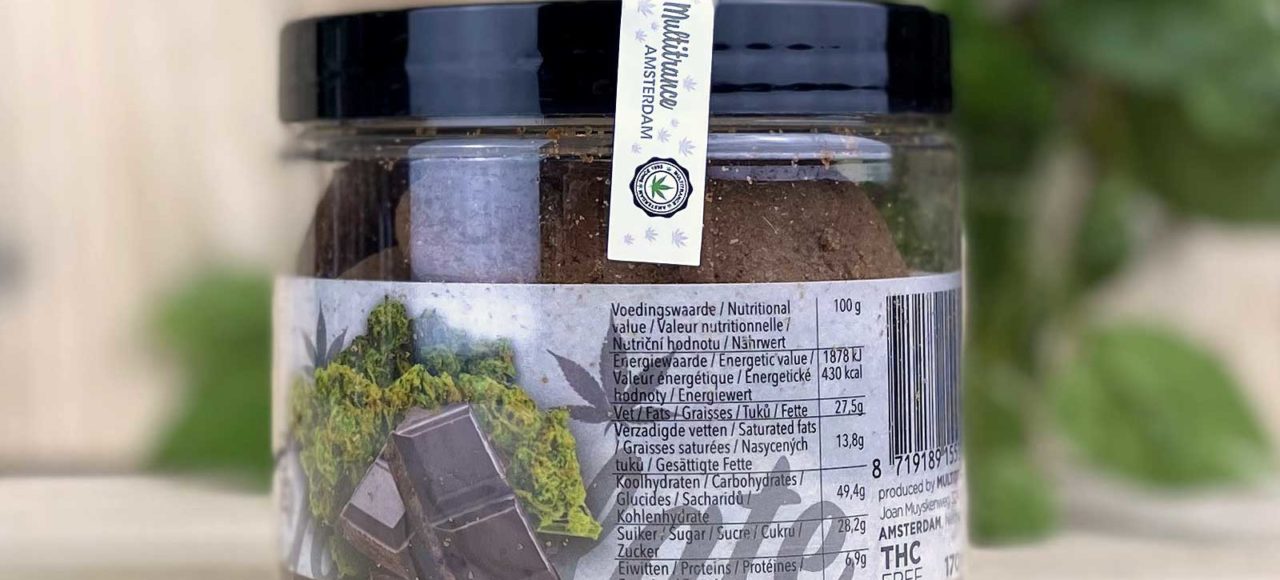 Multitrance
AMSTERDAM
Voedingswaarde / Nutritional
value / Valeur nutritionnelle /
Nutriční hodnotu / Nährwert
100 g
Energiewaarde / Energetic value /
Valeur énergétique / Energetické
hodnoty / Energiewert
1878 kJ
430 kcal
Vet / Fats / Graisses / Tuků / Fette
27,5g
Verzadigde vetten / Saturated fats
/ Graisses saturées / Nasycených
tuků / Gesättigte Fette
13,8g
Koolhydraten / Carbohydrates /
Glucides / Sacharidů /
Kohlenhydrate
49,4g
Suiker / Sugar / Sucre / Cukru /
Zucker
28,2g
Eiwitten / Proteins / Protéines /
6,9g
8 719189 15
produced by
Joan Muyskenweg
AMSTERDAM,
THC
FREE